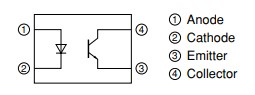 ① ④ ① Anode
② Cathode
③ Emitter
② ③ ④ Collector